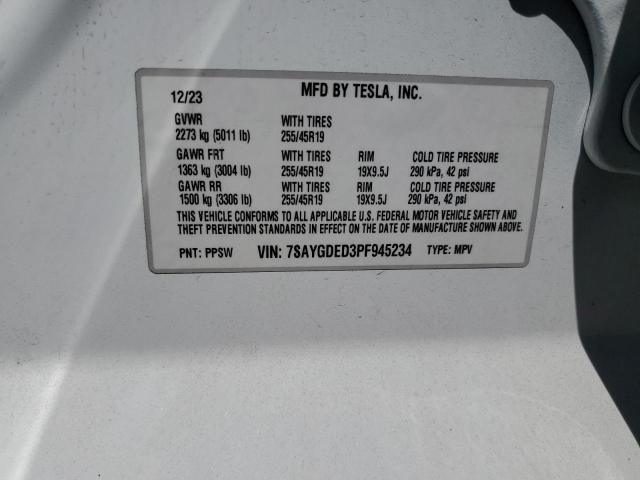 12/23 MFD BY TESLA, INC.
GVWR WITH TIRES
2273 kg (5011 lb) 255/45R19
GAWR FRT WITH TIRES RIM COLD TIRE PRESSURE
1363 kg (3004 lb) 255/45R19 19X9.5J 290 kPa, 42 psi
GAWR RR WITH TIRES RIM COLD TIRE PRESSURE
1500 kg (3306 lb) 255/45R19 19X9.5J 290 kPa, 42 psi
THIS VEHICLE CONFORMS TO ALL APPLICABLE U.S. FEDERAL MOTOR VEHICLE SAFETY AND
THEFT PREVENTION STANDARDS IN EFFECT ON THE DATE OF MANUFACTURE SHOWN ABOVE.
PNT: PPSW VIN: 7SAYGDED3PF945234 TYPE: MPV